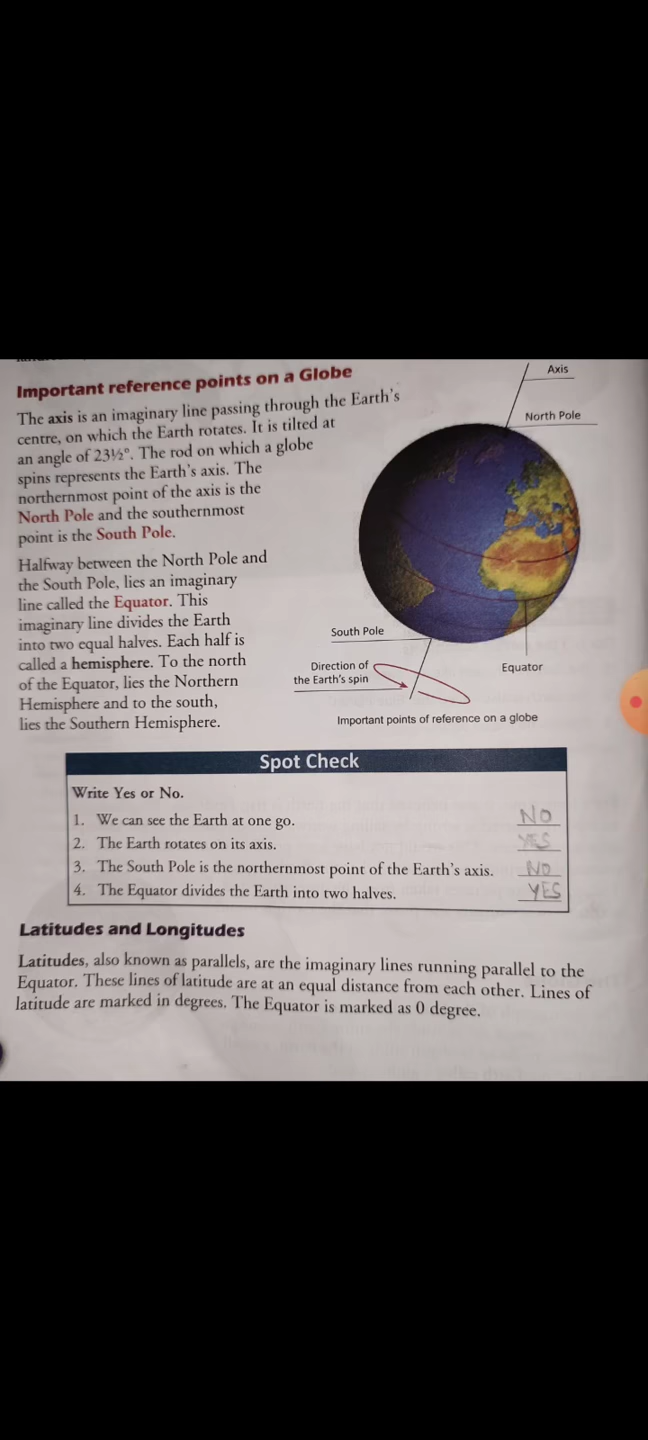 Important reference points on a Globe
The axis is an imaginary line passing through the Earth's
centre, on which the Earth rotates. It is tilted at
an angle of 23½°. The rod on which a globe
spins represents the Earth's axis. The
northernmost point of the axis is the
North Pole and the southernmost
point is the South Pole.
Halfway between the North Pole and
the South Pole, lies an imaginary
line called the Equator. This
imaginary line divides the Earth
into two equal halves. Each half is
called a hemisphere. To the north
of the Equator, lies the Northern
Hemisphere and to the south,
lies the Southern Hemisphere.
Axis
North Pole
South Pole
Direction of
the Earth's spin
Equator
Important points of reference on a globe
Spot Check
Write Yes or No.
1. We can see the Earth at one go. NO
2. The Earth rotates on its axis. YES
3. The South Pole is the northernmost point of the Earth's axis. NO
4. The Equator divides the Earth into two halves. YES
Latitudes and Longitudes
Latitudes, also known as parallels, are the imaginary lines running parallel to the
Equator. These lines of latitude are at an equal distance from each other. Lines of
latitude are marked in degrees. The Equator is marked as 0 degree.